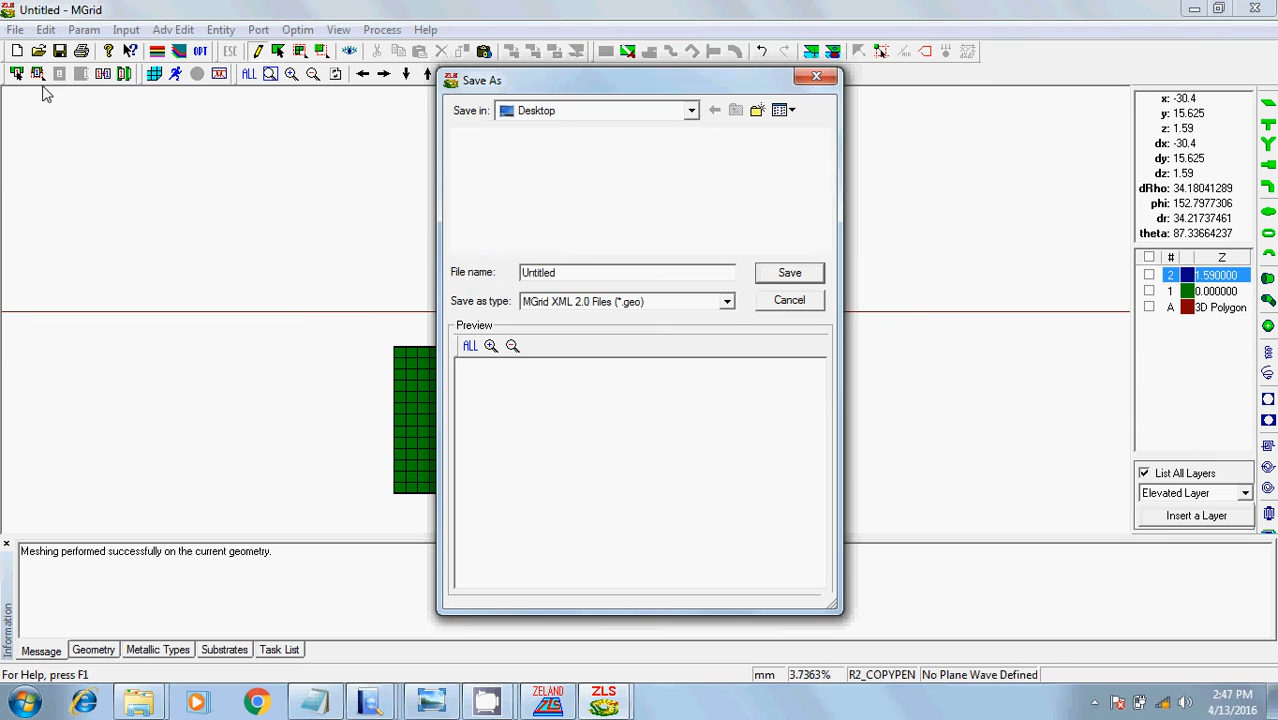 Untitled - MGrid
File Edit Param Input Adv Edit Entity Port Optim View Process Help
OPT ESC
ALL
ZLS Save As
Save in: Desktop
File name: Untitled Save
Save as type: MGrid XML 2.0 Files (*.geo) Cancel
Preview
ALL
x: -30.4
y: 15.625
z: 1.59
dx: -30.4
dy: 15.625
dz: 1.59
dRho: 34.18041289
phi: 152.7977306
dr: 34.21737461
theta: 87.33664237
# Z
2 1.590000
1 0.000000
A 3D Polygon
List All Layers
Elevated Layer
Insert a Layer
Meshing performed successfully on the current geometry.
Information
Message Geometry Metallic Types Substrates Task List
For Help, press F1 mm 3.7363% R2_COPYPEN No Plane Wave Defined
ZELAND ZLS
2:47 PM
4/13/2016